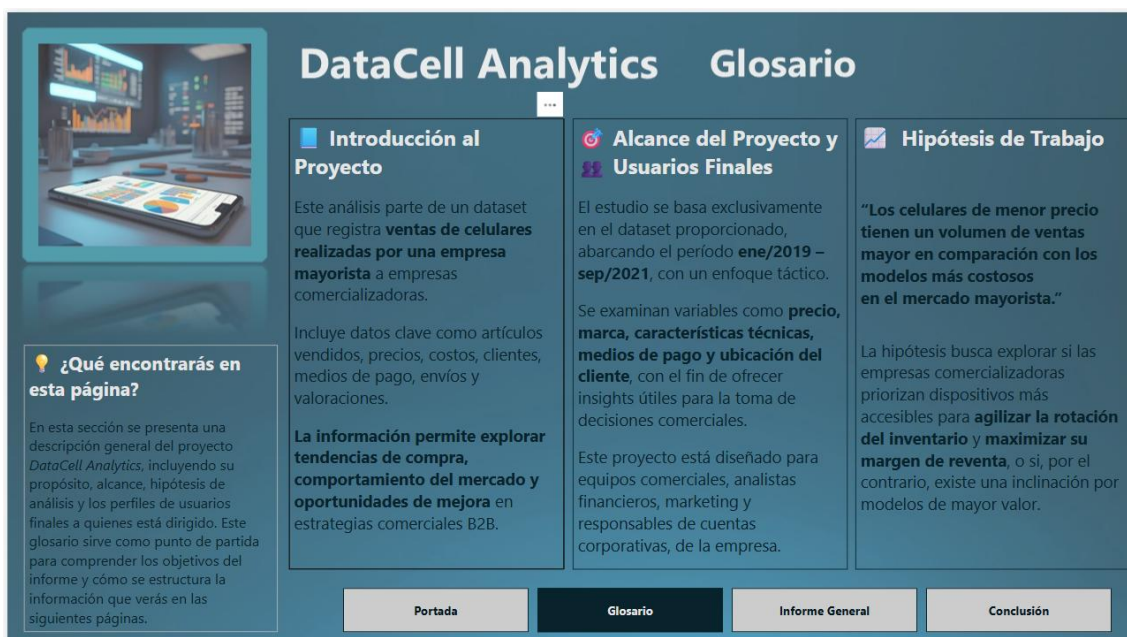 DataCell Analytics Glosario
Introducción al
Proyecto
Este análisis parte de un dataset
que registra ventas de celulares
realizadas por una empresa
mayorista a empresas
comercializadoras.
Incluye datos clave como artículos
vendidos, precios, costos, clientes,
medios de pago, envíos y
valoraciones.
La información permite explorar
tendencias de compra,
comportamiento del mercado y
oportunidades de mejora en
estrategias comerciales B2B.
Alcance del Proyecto y
Usuarios Finales
El estudio se basa exclusivamente
en el dataset proporcionado,
abarcando el período ene/2019 –
sep/2021, con un enfoque táctico.
Se examinan variables como precio,
marca, características técnicas,
medios de pago y ubicación del
cliente, con el fin de ofrecer
insights útiles para la toma de
decisiones comerciales.
Este proyecto está diseñado para
equipos comerciales, analistas
financieros, marketing y
responsables de cuentas
corporativas, de la empresa.
Hipótesis de Trabajo
“Los celulares de menor precio
tienen un volumen de ventas
mayor en comparación con los
modelos más costosos
en el mercado mayorista.”
La hipótesis busca explorar si las
empresas comercializadoras
priorizan dispositivos más
accesibles para agilizar la rotación
del inventario y maximizar su
margen de reventa, o si, por el
contrario, existe una inclinación por
modelos de mayor valor.
¿Qué encontrarás en
esta página?
En esta sección se presenta una
descripción general del proyecto
DataCell Analytics, incluyendo su
propósito, alcance, hipótesis de
análisis y los perfiles de usuarios
finales a quienes está dirigido. Este
glosario sirve como punto de partida
para comprender los objetivos del
informe y cómo se estructura la
información que verás en las
siguientes páginas.
Portada
Glosario
Informe General
Conclusión